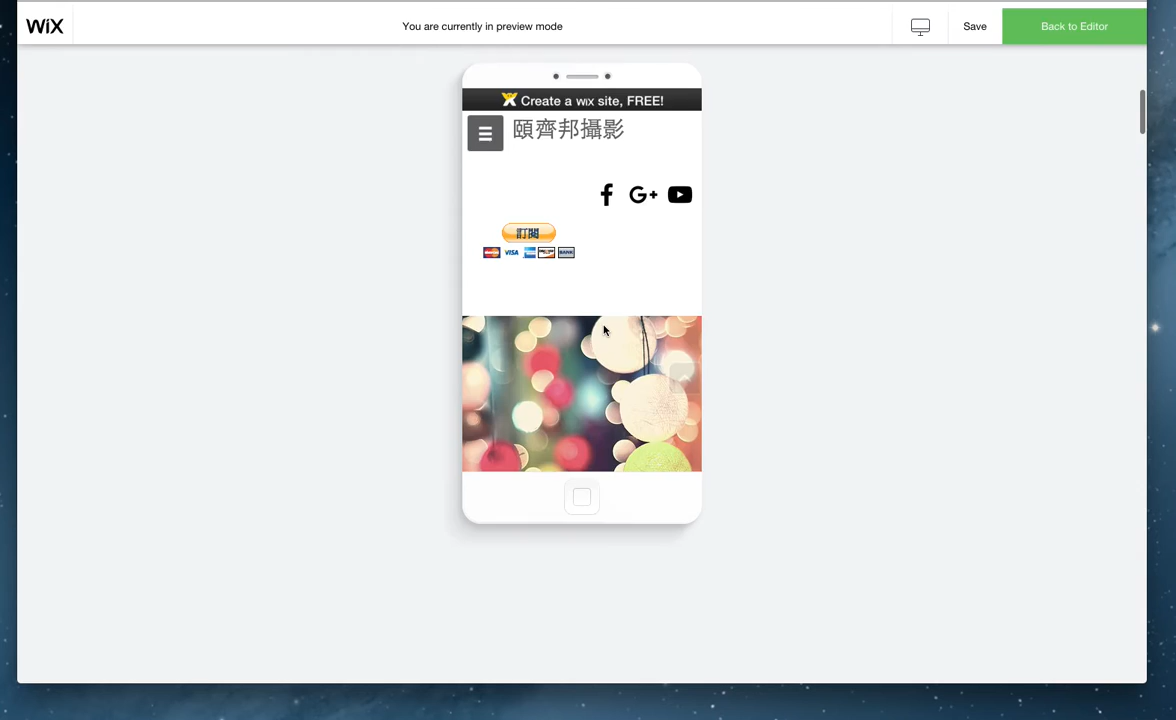 WiX
You are currently in preview mode
Save
Back to Editor
Create a WiX site, FREE!
頤齊邦攝影
f G+
訂閱
VISA